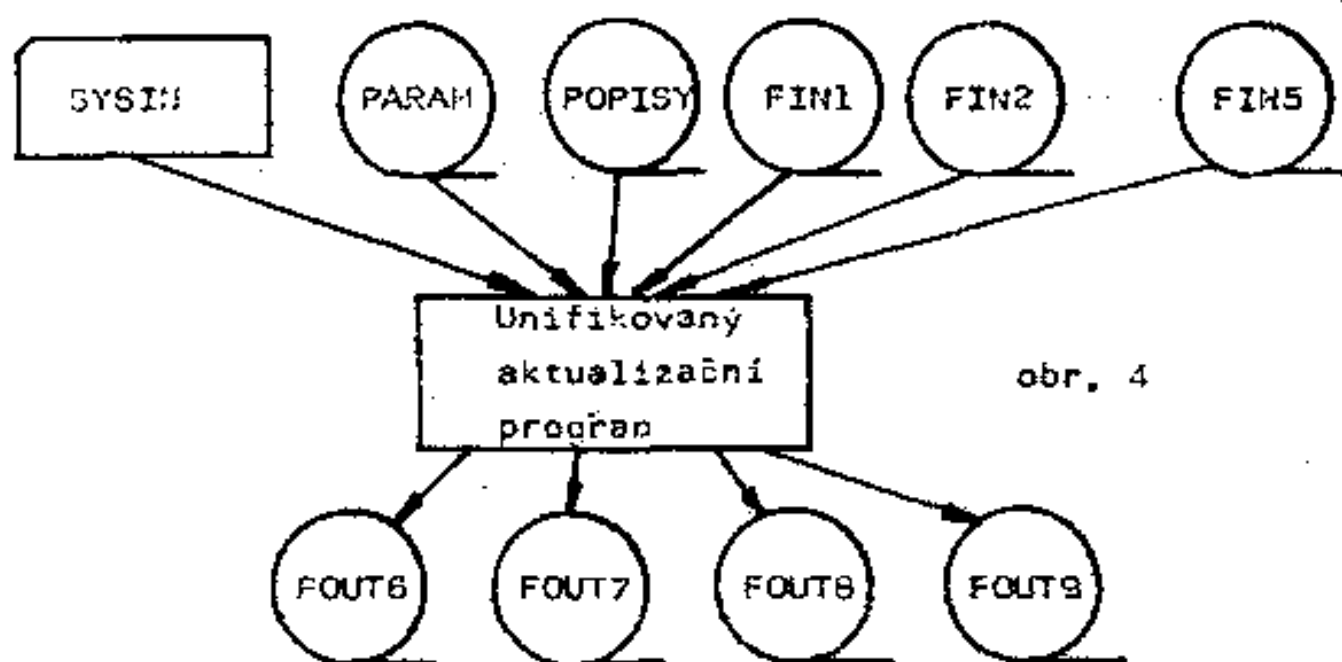 SYSIN PARAM POPISY FIN1 FIN2 FIN5
Unifikovaný
aktualizační
program
obr. 4
FOUT6 FOUT7 FOUT8 FOUT9